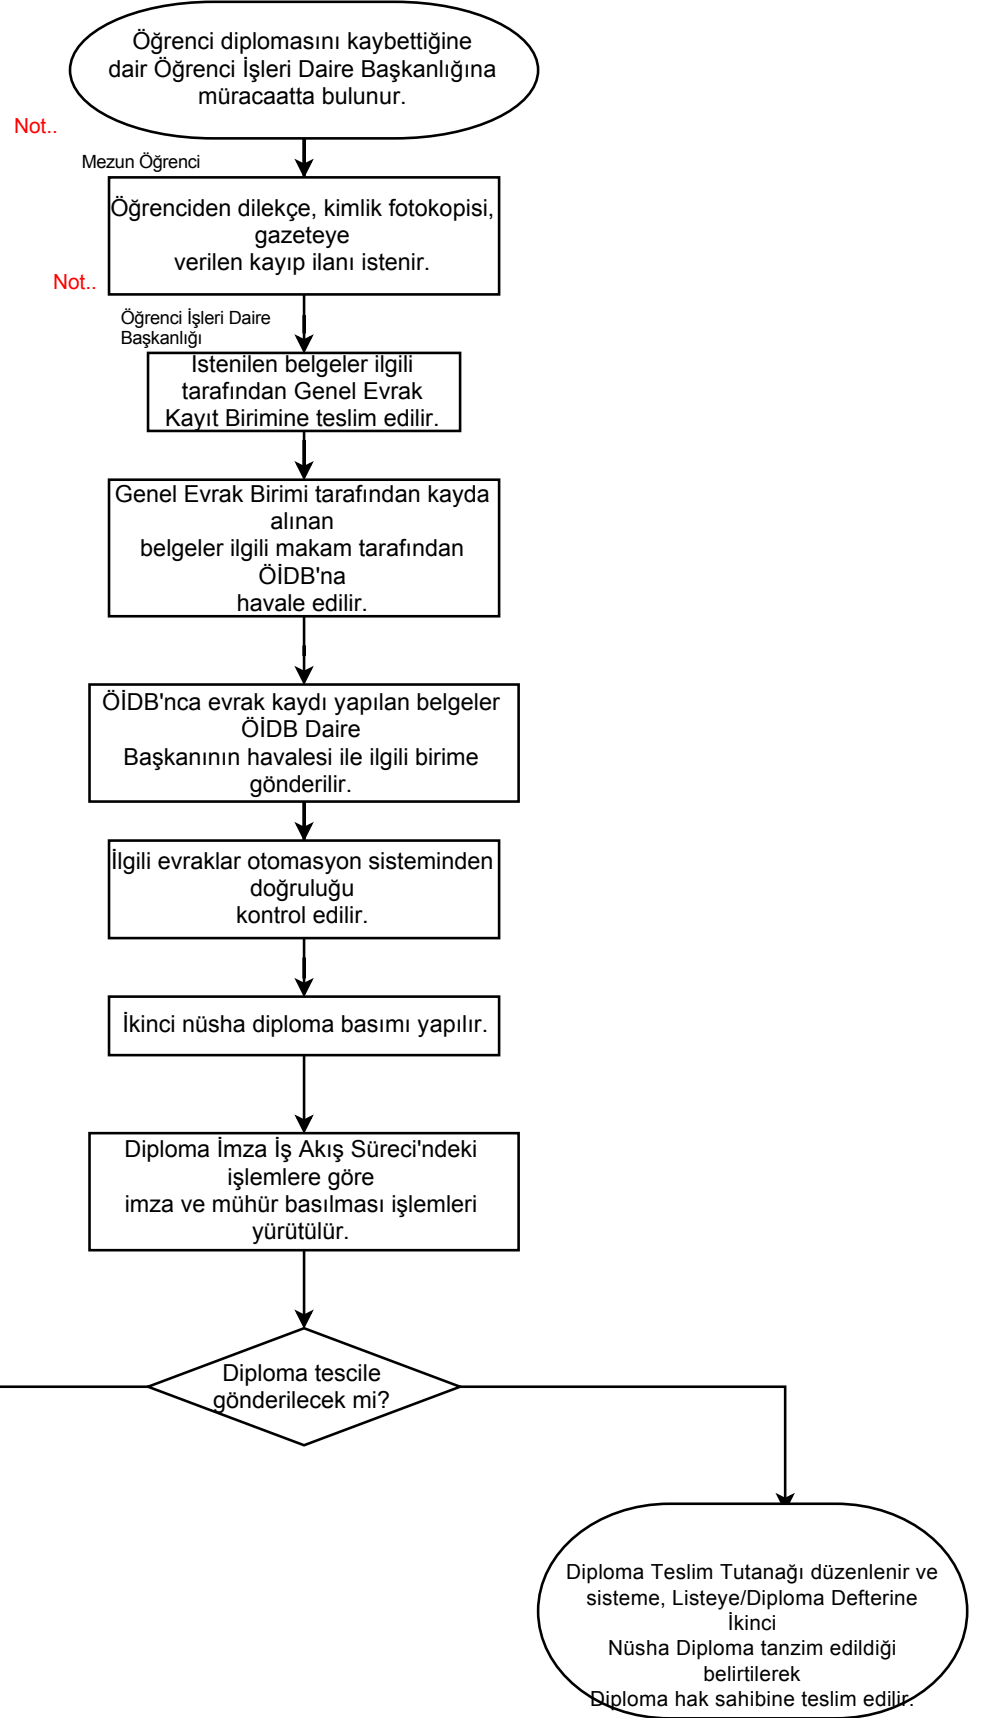 Öğrenci diplomasını kaybettiğine
dair Öğrenci İşleri Daire Başkanlığına
müracaatta bulunur.
Not..
Mezun Öğrenci
Öğrenciden dilekçe, kimlik fotokopisi,
gazeteye
verilen kayıp ilanı istenir.
Not..
Öğrenci İşleri Daire
Başkanlığı
İstenilen belgeler ilgili
tarafından Genel Evrak
Kayıt Birimine teslim edilir.
Genel Evrak Birimi tarafından kayda
alınan
belgeler ilgili makam tarafından
ÖİDB'na
havale edilir.
ÖİDB'nca evrak kaydı yapılan belgeler
ÖİDB Daire
Başkanının havalesi ile ilgili birime
gönderilir.
İlgili evraklar otomasyon sisteminden
doğruluğu
kontrol edilir.
İkinci nüsha diploma basımı yapılır.
Diploma İmza İş Akış Süreci'ndeki
işlemlere göre
imza ve mühür basılması işlemleri
yürütülür.
Diploma tescile
gönderilecek mi?
Diploma Teslim Tutanağı düzenlenir ve
sisteme, Listeye/Diploma Defterine
İkinci
Nüsha Diploma tanzim edildiği
belirtilerek
Diploma hak sahibine teslim edilir.